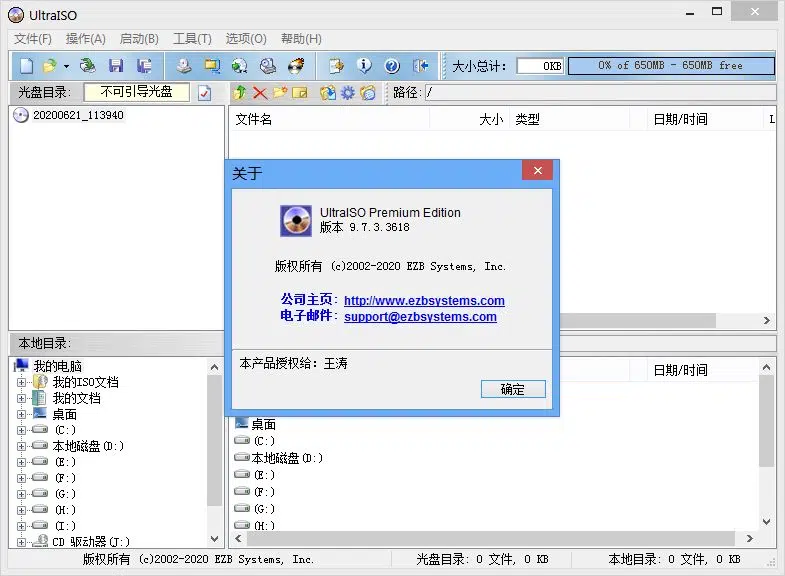 UltraISO
文件(F) 操作(A) 启动(B) 工具(T) 选项(O) 帮助(H)
大小总计: 0KB 0% of 650MB - 650MB free
光盘目录: 不可引导光盘 路径: /
20200621_113940
文件名 大小 类型 日期/时间 L
关于
UltraISO Premium Edition
版本 9.7.3.3618
版权所有 (c)2002-2020 EZB Systems, Inc.
公司主页: http://www.ezbsystems.com
电子邮件: support@ezbsystems.com
本产品授权给: 王涛
确定
本地目录:
我的电脑
我的ISO文档
我的文档
桌面
(C:)
本地磁盘(D:)
(E:)
(F:)
(G:)
(H:)
(I:)
CD 驱动器(J:)
日期/时间
桌面
(C:)
本地磁盘(D:)
(E:)
(F:)
(G:)
(H:)
版权所有 (c)2002-2020 EZB Systems, Inc. 光盘目录: 0 文件, 0 KB 本地目录: 0 文件, 0 KB